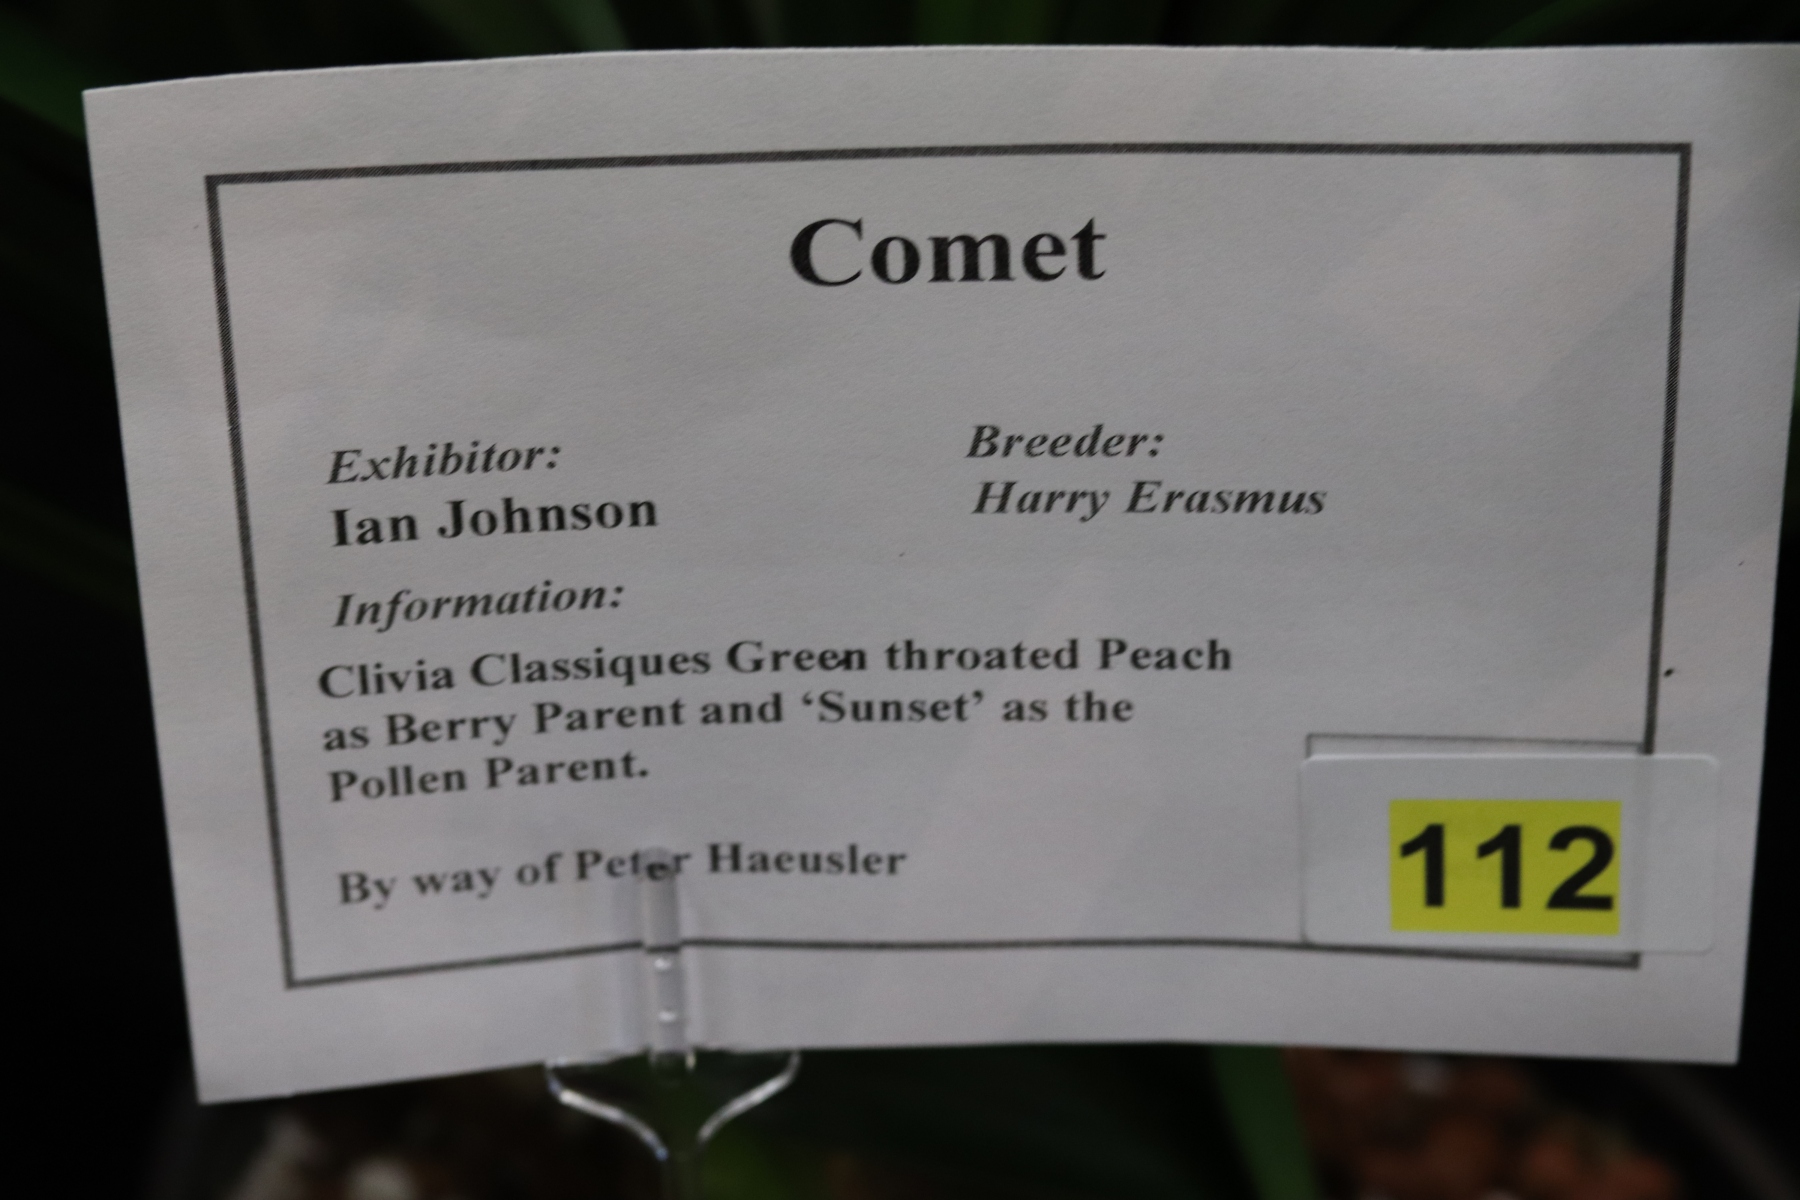 Comet
Exhibitor:
Ian Johnson
Breeder:
Harry Erasmus
Information:
Clivia Classiques Green throated Peach
as Berry Parent and ‘Sunset’ as the
Pollen Parent.
By way of Peter Haeusler
112